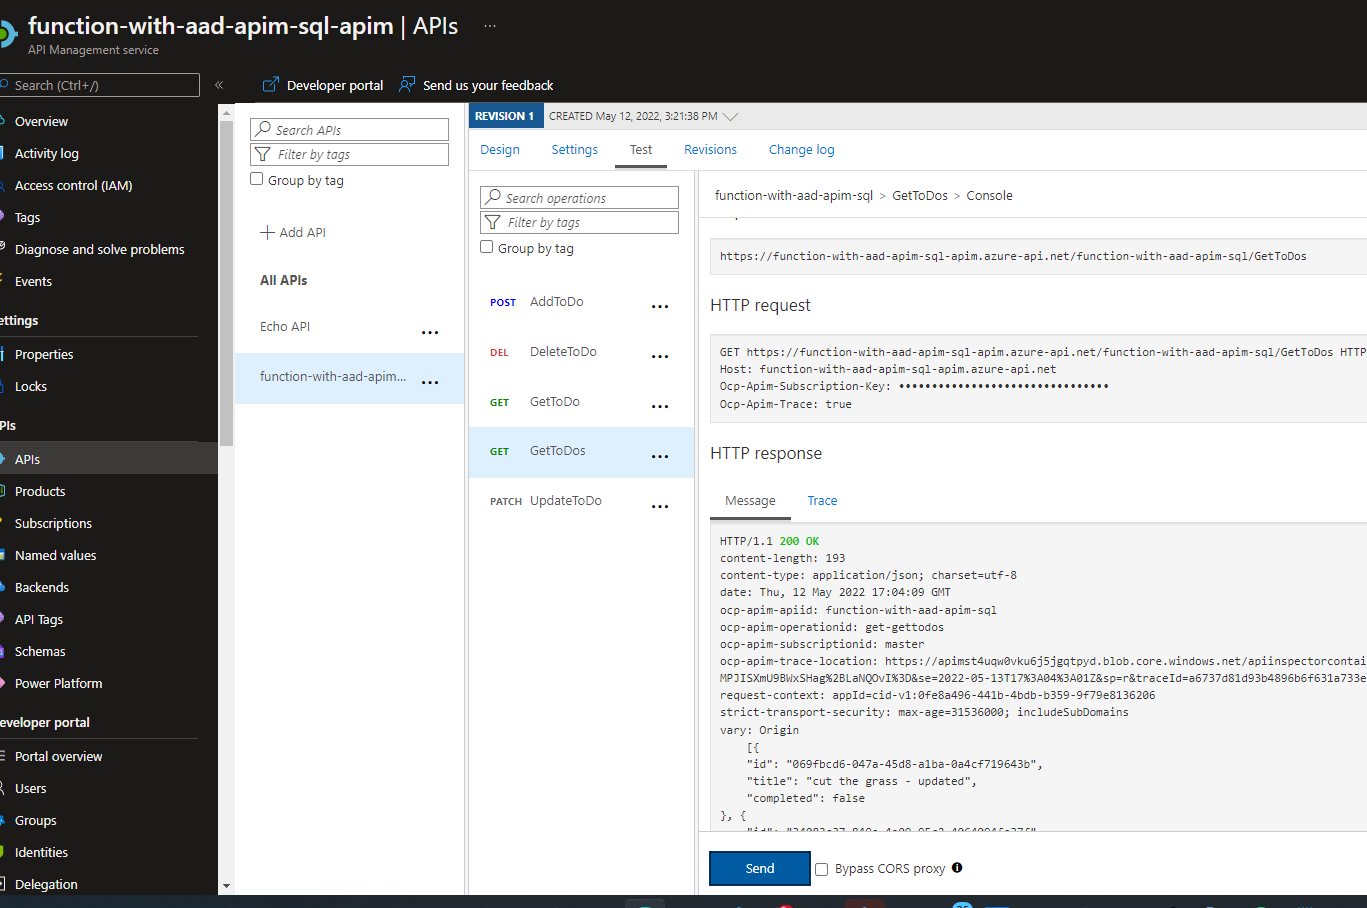 function-with-aad-apim-sql-apim | APIs ...
API Management service
Search (Ctrl+/)
«
Overview
Activity log
Access control (IAM)
Tags
Diagnose and solve problems
Events
ettings
Properties
Locks
PIs
APIs
Products
Subscriptions
Named values
Backends
API Tags
Schemas
Power Platform
eveloper portal
Portal overview
Users
Groups
Identities
Delegation
Developer portal
Send us your feedback
Search APIs
Filter by tags
Group by tag
Add API
All APIs
Echo API ...
function-with-aad-apim... ...
REVISION 1 CREATED May 12, 2022, 3:21:38 PM
Design Settings Test Revisions Change log
Search operations
Filter by tags
Group by tag
POST AddToDo ...
DEL DeleteToDo ...
GET GetToDo ...
GET GetToDos ...
PATCH UpdateToDo ...
function-with-aad-apim-sql > GetToDos > Console
https://function-with-aad-apim-sql-apim.azure-api.net/function-with-aad-apim-sql/GetToDos
HTTP request
GET https://function-with-aad-apim-sql-apim.azure-api.net/function-with-aad-apim-sql/GetToDos HTTP
Host: function-with-aad-apim-sql-apim.azure-api.net
Ocp-Apim-Subscription-Key: ••••••••••••••••••••••••••••••••
Ocp-Apim-Trace: true
HTTP response
Message Trace
HTTP/1.1 200 OK
content-length: 193
content-type: application/json; charset=utf-8
date: Thu, 12 May 2022 17:04:09 GMT
ocp-apim-apiid: function-with-aad-apim-sql
ocp-apim-operationid: get-gettodos
ocp-apim-subscriptionid: master
ocp-apim-trace-location: https://apimst4uqw0vku6j5jgqtpyd.blob.core.windows.net/apiinspectorcontai
MPJISXmU9BWxSHag%2BLaNQOvI%3D&se=2022-05-13T17%3A04%3A01Z&sp=r&traceId=a6737d81d93b4896b6f631a733e
request-context: appId=cid-v1:0fe8a496-441b-4bdb-b359-9f79e8136206
strict-transport-security: max-age=31536000; includeSubDomains
vary: Origin
[{
"id": "069fbcd6-047a-45d8-a1ba-0a4cf719643b",
"title": "cut the grass - updated",
"completed": false
}, {
Send
Bypass CORS proxy